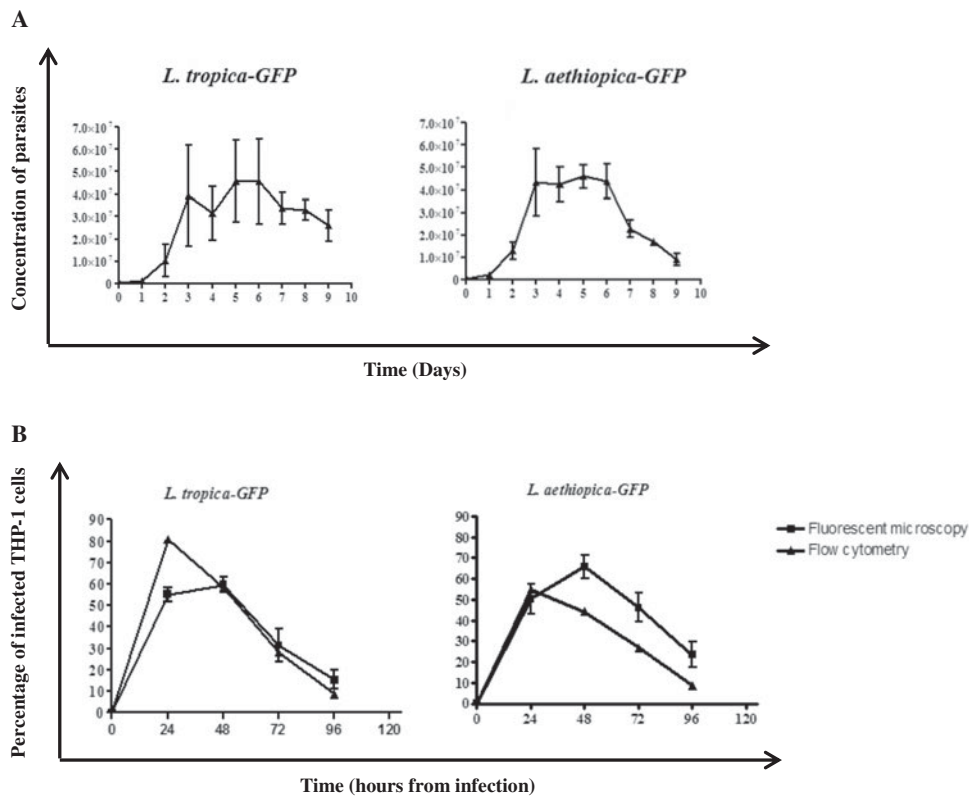 A
L. tropica-GFP
L. aethiopica-GFP
Concentration of parasites
7.0×10⁷
6.0×10⁷
5.0×10⁷
4.0×10⁷
3.0×10⁷
2.0×10⁷
1.0×10⁷
0
0 1 2 3 4 5 6 7 8 9 10
7.0×10⁷
6.0×10⁷
5.0×10⁷
4.0×10⁷
3.0×10⁷
2.0×10⁷
1.0×10⁷
0
0 1 2 3 4 5 6 7 8 9 10
Time (Days)
B
L. tropica-GFP
L. aethiopica-GFP
Percentage of infected THP-1 cells
90
80
70
60
50
40
30
20
10
0
0 24 48 72 96 120
90
80
70
60
50
40
30
20
10
0
0 24 48 72 96 120
Fluorescent microscopy
Flow cytometry
Time (hours from infection)